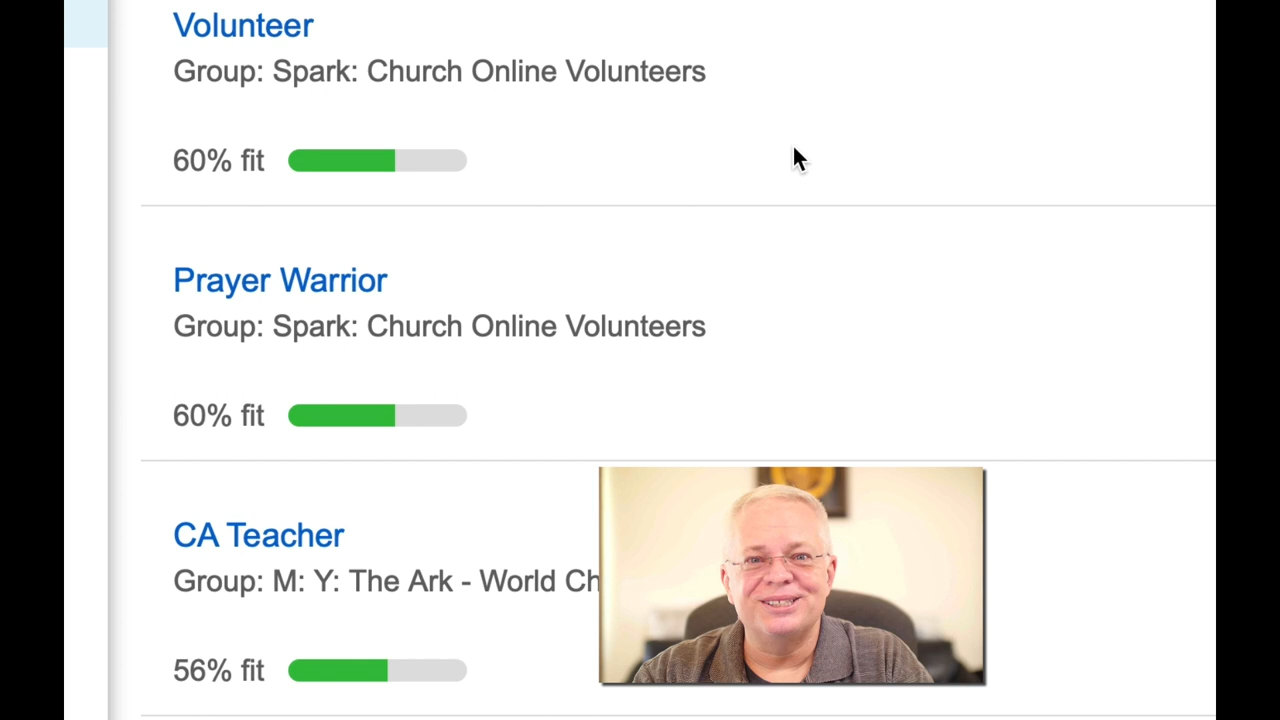 Volunteer
Group: Spark: Church Online Volunteers
60% fit
Prayer Warrior
Group: Spark: Church Online Volunteers
60% fit
CA Teacher
Group: M: Y: The Ark - World Ch
56% fit